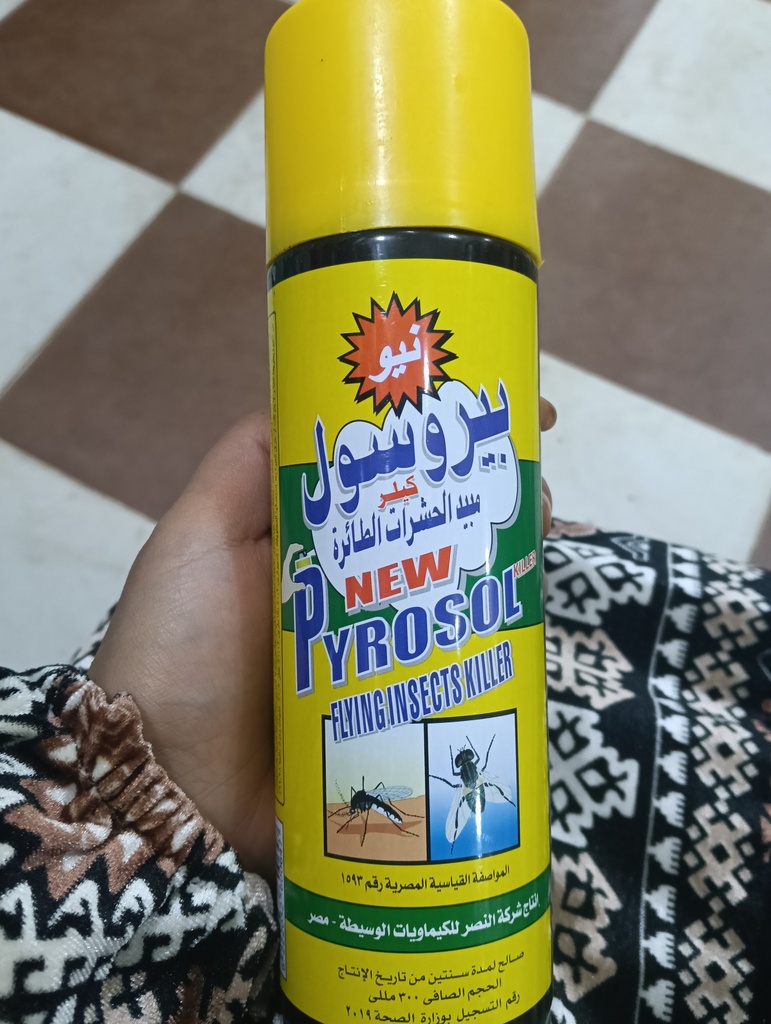 نيو
بيروسول
كيلر
مبيد الحشرات الطائرة
NEW
KILLER
PYROSOL
FLYING INSECTS KILLER
المواصفة القياسية المصرية رقم ١٥٩٣
إنتاج شركة النصر للكيماويات الوسيطة - مصر
صالح لمدة سنتين من تاريخ الإنتاج
الحجم الصافى ٣٠٠ مللى
رقم التسجيل بوزارة الصحة ٢٠١٩